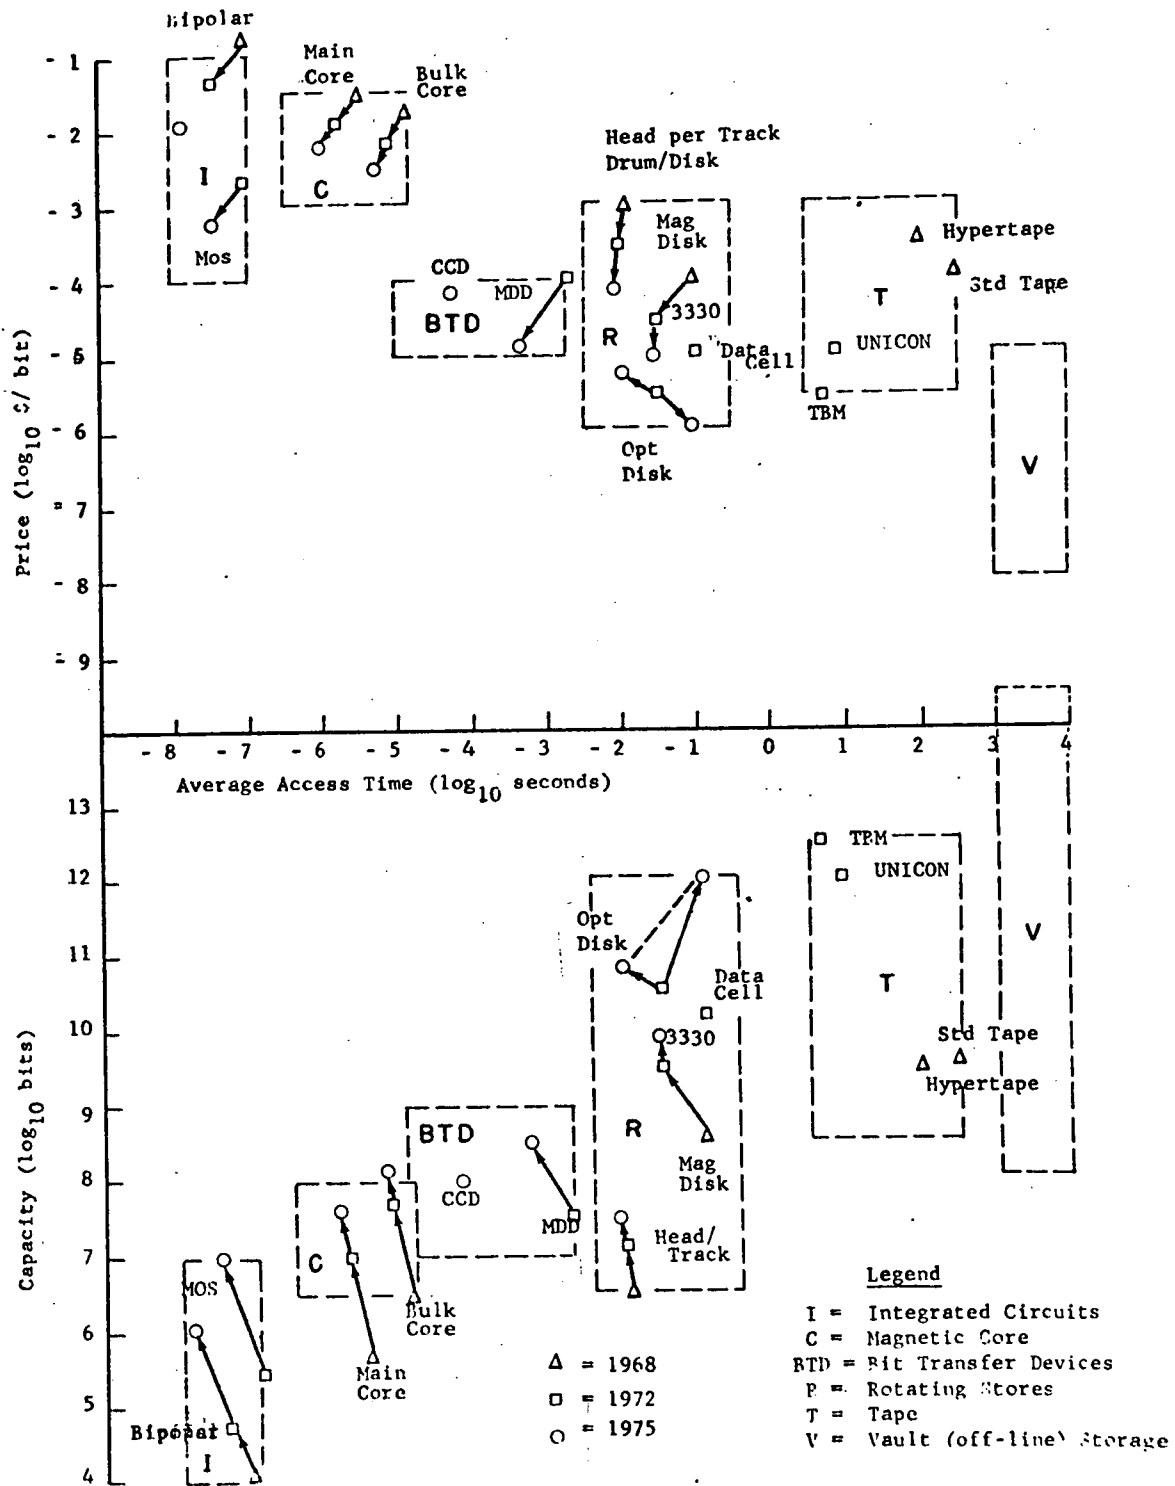 Bipolar
Main
Core
Bulk
Core
- 1
- 2
- 3
- 4
- 5
- 6
- 7
- 8
- 9
Price (log10 $/ bit)
I
Mos
C
CCD
MDD
BTD
Head per Track
Drum/Disk
Mag
Disk
3330
R
"Data
Cell
Opt
Disk
Hypertape
Std Tape
T
UNICON
TBM
V
- 8 - 7 - 6 - 5 - 4 - 3 - 2 - 1 0 1 2 3 4
Average Access Time (log10 seconds)
13
12
11
10
9
8
7
6
5
4
Capacity (log10 bits)
TBM
UNICON
Opt
Disk
Data
Cell
V
T
3330
Std Tape
Hypertape
BTD
R
CCD
Mag
Disk
MDD
Head/
Track
C
MOS
Bulk
Core
Main
Core
Bipolar
I
Δ = 1968
□ = 1972
○ = 1975
Legend
I = Integrated Circuits
C = Magnetic Core
BTD = Bit Transfer Devices
R = Rotating Stores
T = Tape
V = Vault (off-line) Storage